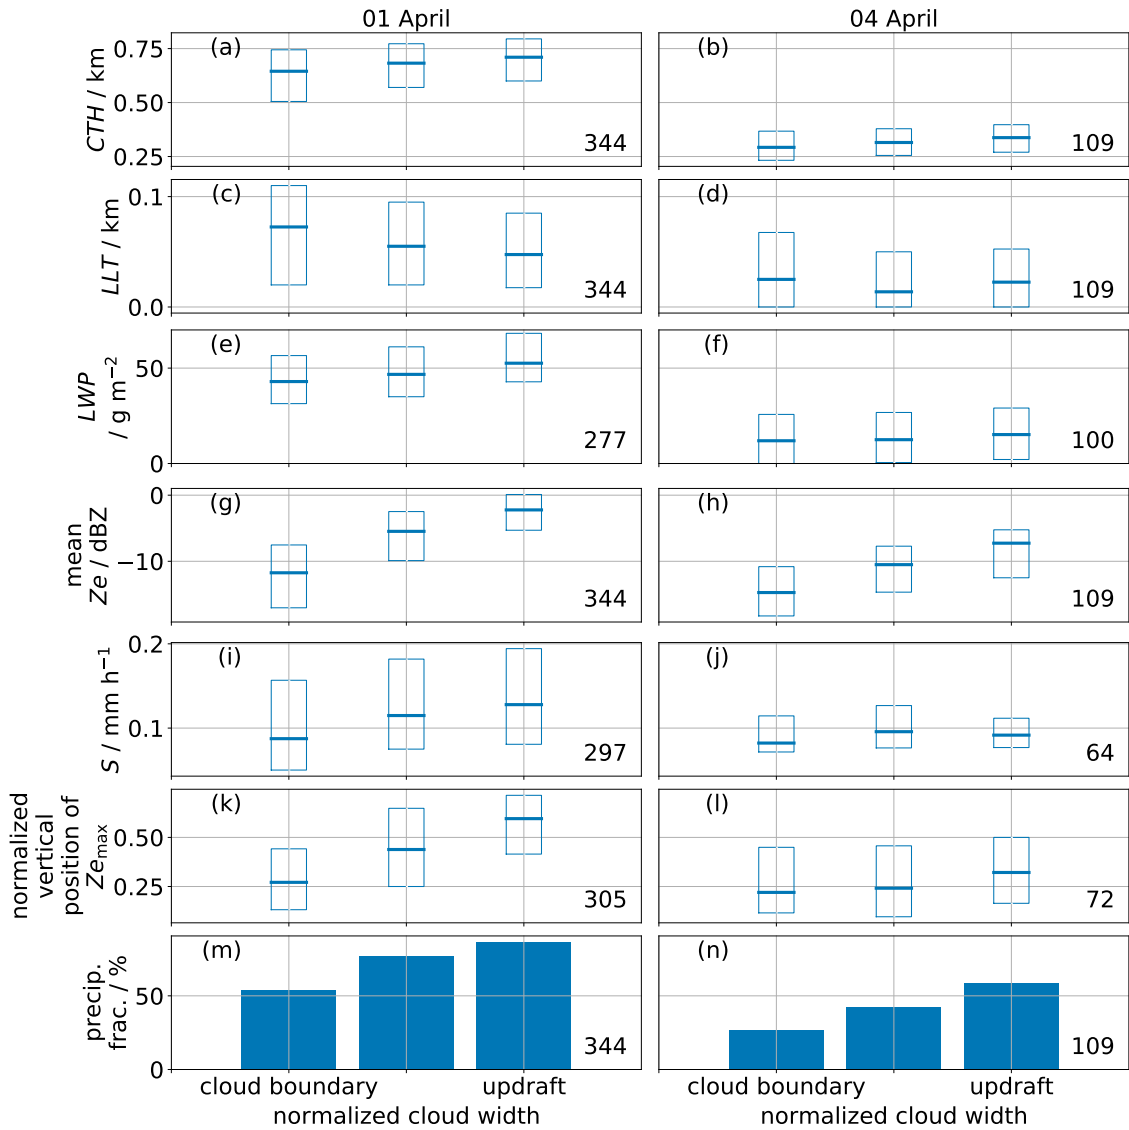 01 April
04 April
CTH / km
0.75
0.50
0.25
(a)
344
(b)
109
LLT / km
0.1
0.0
(c)
344
(d)
109
LWP
/ g m⁻²
50
0
(e)
277
(f)
100
mean
Ze / dBZ
0
−10
(g)
344
(h)
109
S / mm h⁻¹
0.2
0.1
(i)
297
(j)
64
normalized
vertical
position of
Ze_max
0.50
0.25
(k)
305
(l)
72
precip.
frac. / %
50
0
(m)
344
(n)
109
cloud boundary
updraft
cloud boundary
updraft
normalized cloud width
normalized cloud width